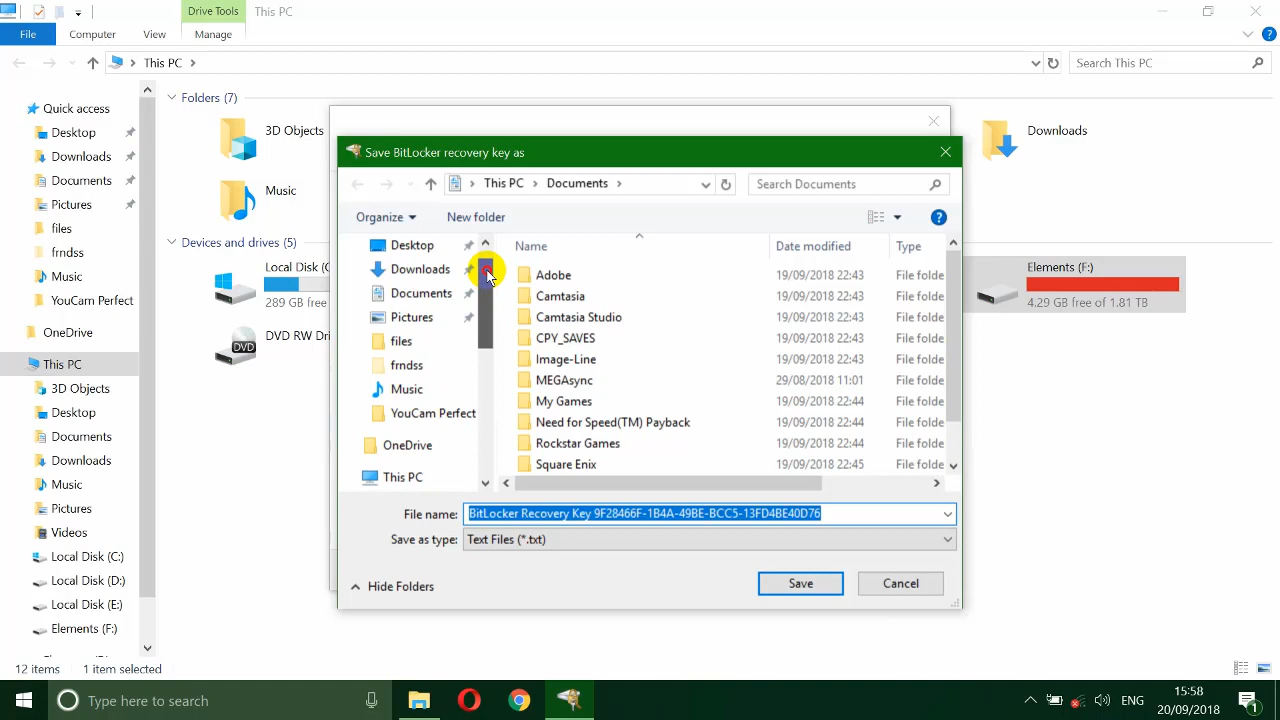 Drive Tools
This PC
File
Computer
View
Manage
This PC
Search This PC
Quick access
Desktop
Downloads
Documents
Pictures
files
frndss
Music
YouCam Perfect
OneDrive
This PC
3D Objects
Desktop
Documents
Downloads
Music
Pictures
Videos
Local Disk (C:)
Local Disk (D:)
Local Disk (E:)
Elements (F:)
Folders (7)
3D Objects
Downloads
Music
Devices and drives (5)
Local Disk (C
289 GB free
DVD RW Dri
Elements (F:)
4.29 GB free of 1.81 TB
Save BitLocker recovery key as
This PC
Documents
Search Documents
Organize
New folder
Desktop
Downloads
Documents
Pictures
files
frndss
Music
YouCam Perfect
OneDrive
This PC
Name Date modified Type
Adobe 19/09/2018 22:43 File folde
Camtasia 19/09/2018 22:43 File folde
Camtasia Studio 19/09/2018 22:43 File folde
CPY_SAVES 19/09/2018 22:43 File folde
Image-Line 19/09/2018 22:43 File folde
MEGAsync 29/08/2018 11:01 File folde
My Games 19/09/2018 22:44 File folde
Need for Speed(TM) Payback 19/09/2018 22:44 File folde
Rockstar Games 19/09/2018 22:44 File folde
Square Enix 19/09/2018 22:45 File folde
File name: BitLocker Recovery Key 9F28466F-1B4A-49BE-BCC5-13FD4BE40D76
Save as type: Text Files (*.txt)
Hide Folders
Save
Cancel
12 items 1 item selected
Type here to search
ENG
15:58
20/09/2018
1